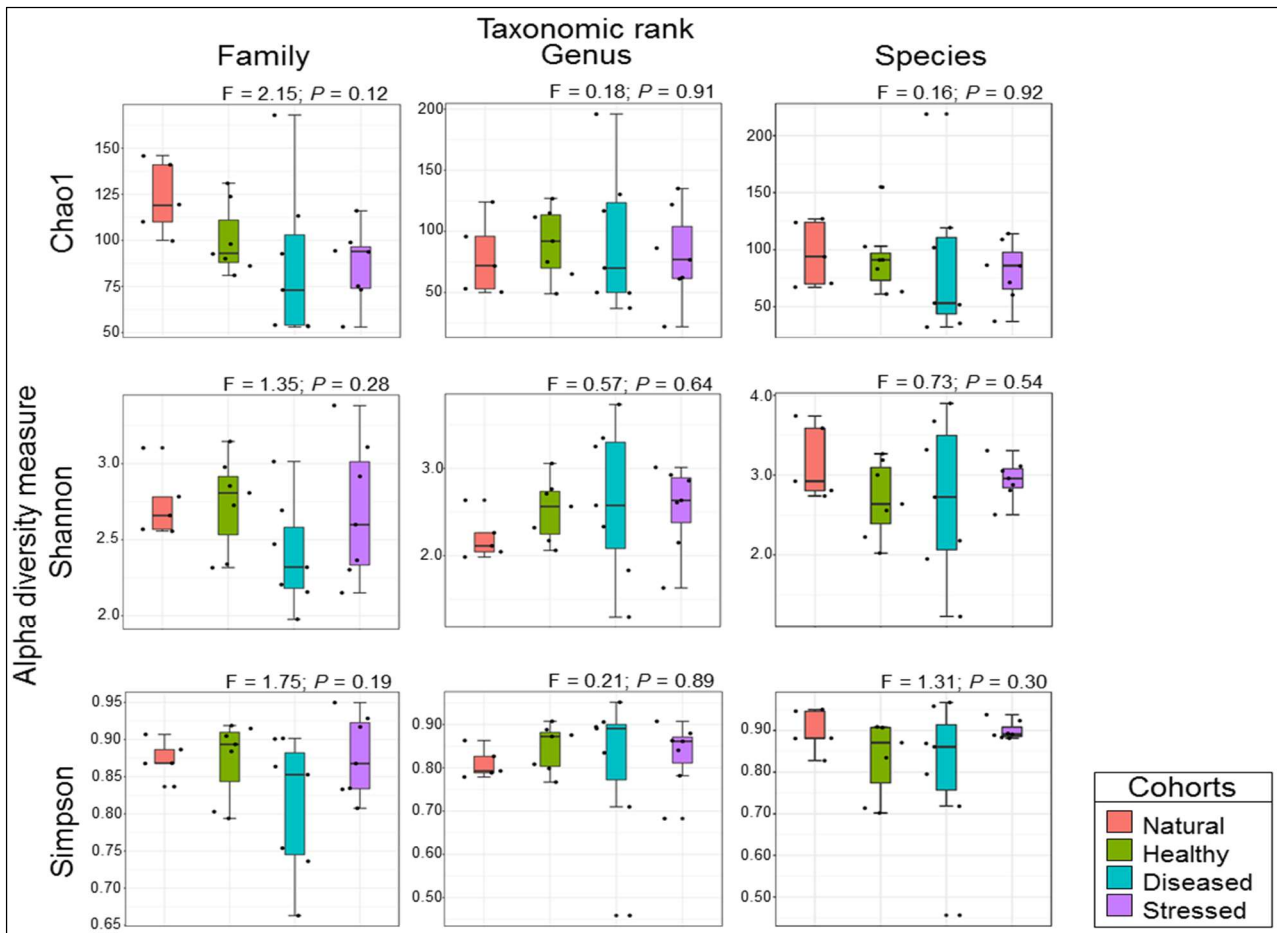 Taxonomic rank
Family Genus Species
F = 2.15; P = 0.12 F = 0.18; P = 0.91 F = 0.16; P = 0.92
Chao1
150
125
100
75
50
200
150
100
50
200
150
100
50
Alpha diversity measure
F = 1.35; P = 0.28 F = 0.57; P = 0.64 F = 0.73; P = 0.54
Shannon
3.0
2.5
2.0
3.0
2.0
4.0
3.0
2.0
F = 1.75; P = 0.19 F = 0.21; P = 0.89 F = 1.31; P = 0.30
Simpson
0.95
0.90
0.85
0.80
0.75
0.70
0.65
0.90
0.80
0.70
0.60
0.50
0.90
0.80
0.70
0.60
0.50
Cohorts
Natural
Healthy
Diseased
Stressed